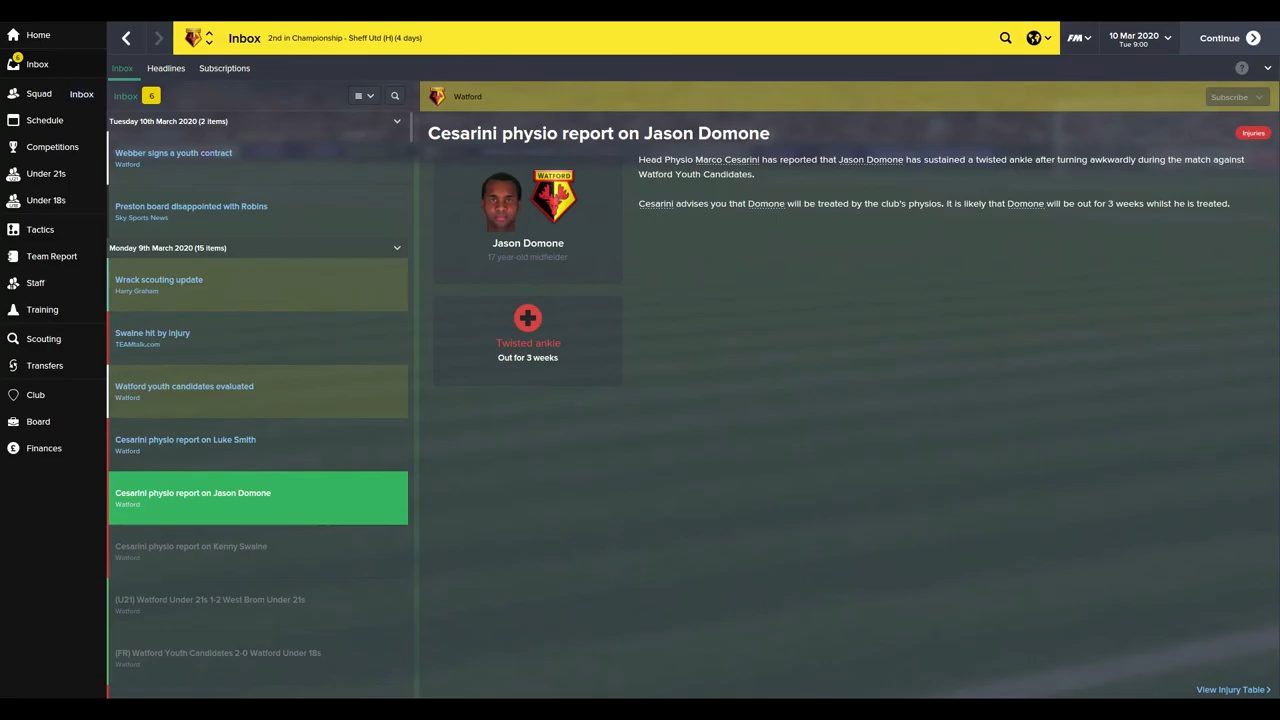 Home
Inbox
2nd in Championship - Sheff Utd (H) (4 days)
FM
10 Mar 2020
Tue 9:00
Continue
6
Inbox
Squad
Inbox
Schedule
Competitions
Under 21s
Under 18s
Tactics
Team Report
Staff
Training
Scouting
Transfers
Club
Board
Finances
Inbox
Headlines
Subscriptions
?
Inbox
6
Tuesday 10th March 2020 (2 items)
Webber signs a youth contract
Watford
Preston board disappointed with Robins
Sky Sports News
Monday 9th March 2020 (15 items)
Wrack scouting update
Harry Graham
Swaine hit by injury
TEAMtalk.com
Watford youth candidates evaluated
Watford
Cesarini physio report on Luke Smith
Watford
Cesarini physio report on Jason Domone
Watford
Cesarini physio report on Kenny Swaine
Watford
(U21) Watford Under 21s 1-2 West Brom Under 21s
Watford
(FR) Watford Youth Candidates 2-0 Watford Under 18s
Watford
Watford
Subscribe
Cesarini physio report on Jason Domone
Injuries
WATFORD
Jason Domone
17 year-old midfielder
Twisted ankle
Out for 3 weeks
Head Physio Marco Cesarini has reported that Jason Domone has sustained a twisted ankle after turning awkwardly during the match against
Watford Youth Candidates.
Cesarini advises you that Domone will be treated by the club's physios. It is likely that Domone will be out for 3 weeks whilst he is treated.
View Injury Table >